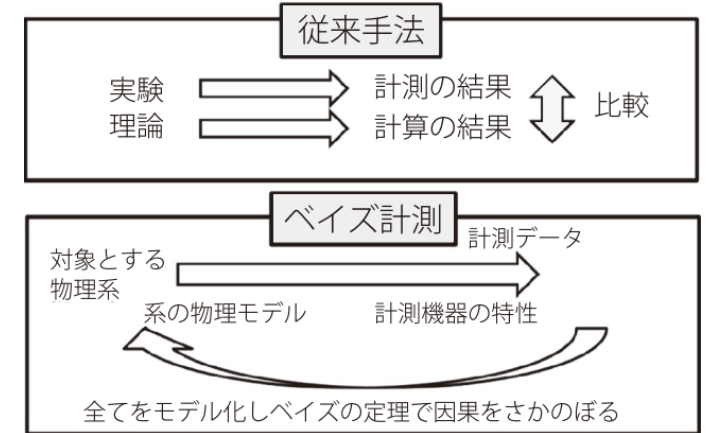 従来手法
実験 計測の結果
理論 計算の結果
比較
ベイズ計測
計測データ
対象とする
物理系
系の物理モデル 計測機器の特性
全てをモデル化しベイズの定理で因果をさかのぼる